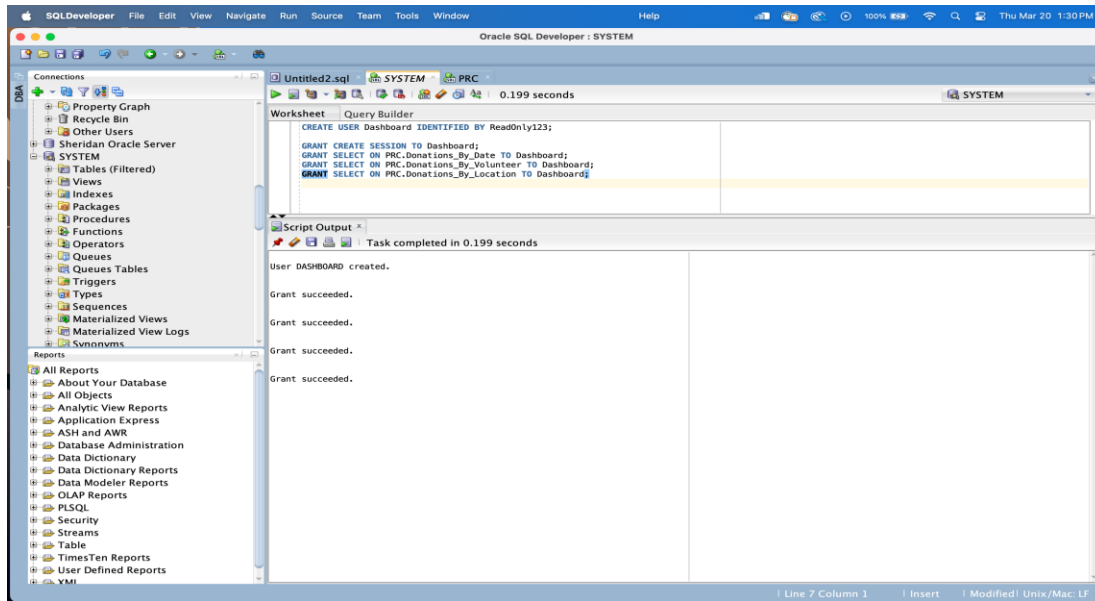 SQLDeveloper File Edit View Navigate Run Source Team Tools Window Help 100% Thu Mar 20 1:30 PM
Oracle SQL Developer : SYSTEM
DBA
Connections
Property Graph
Recycle Bin
Other Users
Sheridan Oracle Server
SYSTEM
Tables (Filtered)
Views
Indexes
Packages
Procedures
Functions
Operators
Queues
Queues Tables
Triggers
Types
Sequences
Materialized Views
Materialized View Logs
Synonyms
Reports
All Reports
About Your Database
All Objects
Analytic View Reports
Application Express
ASH and AWR
Database Administration
Data Dictionary
Data Dictionary Reports
Data Modeler Reports
OLAP Reports
PLSQL
Security
Streams
Table
TimesTen Reports
User Defined Reports
XML
Untitled2.sql SYSTEM PRC
0.199 seconds SYSTEM
Worksheet Query Builder
CREATE USER Dashboard IDENTIFIED BY ReadOnly123;
GRANT CREATE SESSION TO Dashboard;
GRANT SELECT ON PRC.Donations_By_Date TO Dashboard;
GRANT SELECT ON PRC.Donations_By_Volunteer TO Dashboard;
GRANT SELECT ON PRC.Donations_By_Location TO Dashboard;
Script Output ×
Task completed in 0.199 seconds
User DASHBOARD created.
Grant succeeded.
Grant succeeded.
Grant succeeded.
Grant succeeded.
Line 7 Column 1 Insert Modified Unix/Mac: LF